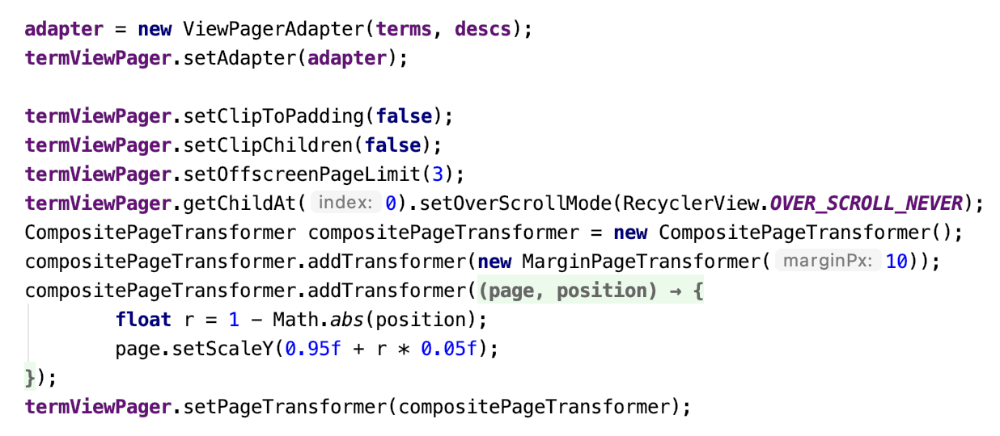 adapter = new ViewPagerAdapter(terms, descs);
termViewPager.setAdapter(adapter);
termViewPager.setClipToPadding(false);
termViewPager.setClipChildren(false);
termViewPager.setOffscreenPageLimit(3);
termViewPager.getChildAt( index: 0).setOverScrollMode(RecyclerView.OVER_SCROLL_NEVER);
CompositePageTransformer compositePageTransformer = new CompositePageTransformer();
compositePageTransformer.addTransformer(new MarginPageTransformer( marginPx: 10));
compositePageTransformer.addTransformer((page, position) → {
float r = 1 - Math.abs(position);
page.setScaleY(0.95f + r * 0.05f);
});
termViewPager.setPageTransformer(compositePageTransformer);